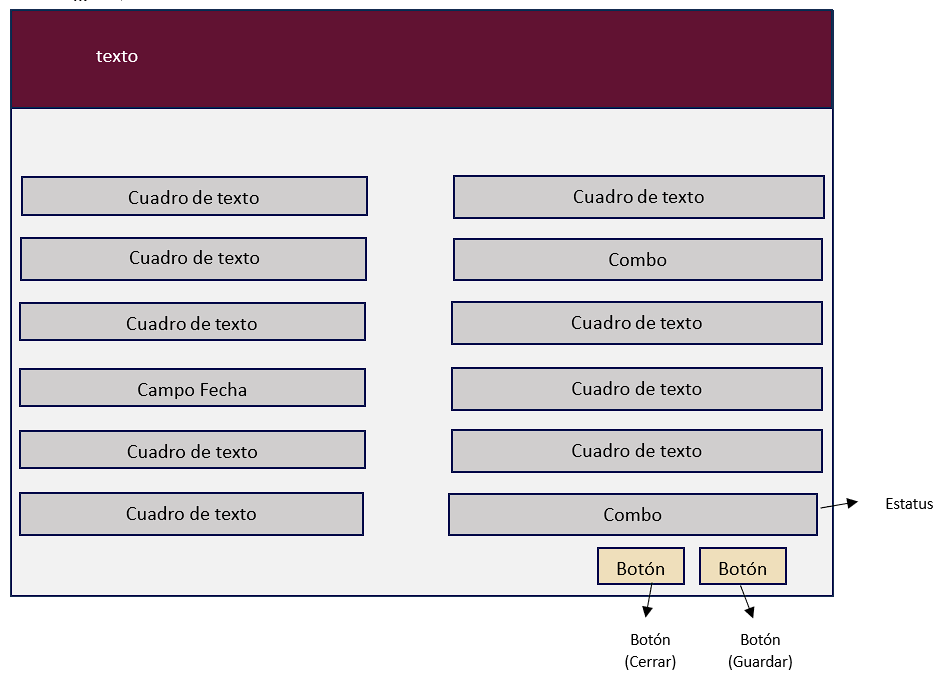 texto
Cuadro de texto
Cuadro de texto
Cuadro de texto
Combo
Cuadro de texto
Cuadro de texto
Campo Fecha
Cuadro de texto
Cuadro de texto
Cuadro de texto
Cuadro de texto
Combo
Estatus
Botón
Botón
Botón
(Cerrar)
Botón
(Guardar)